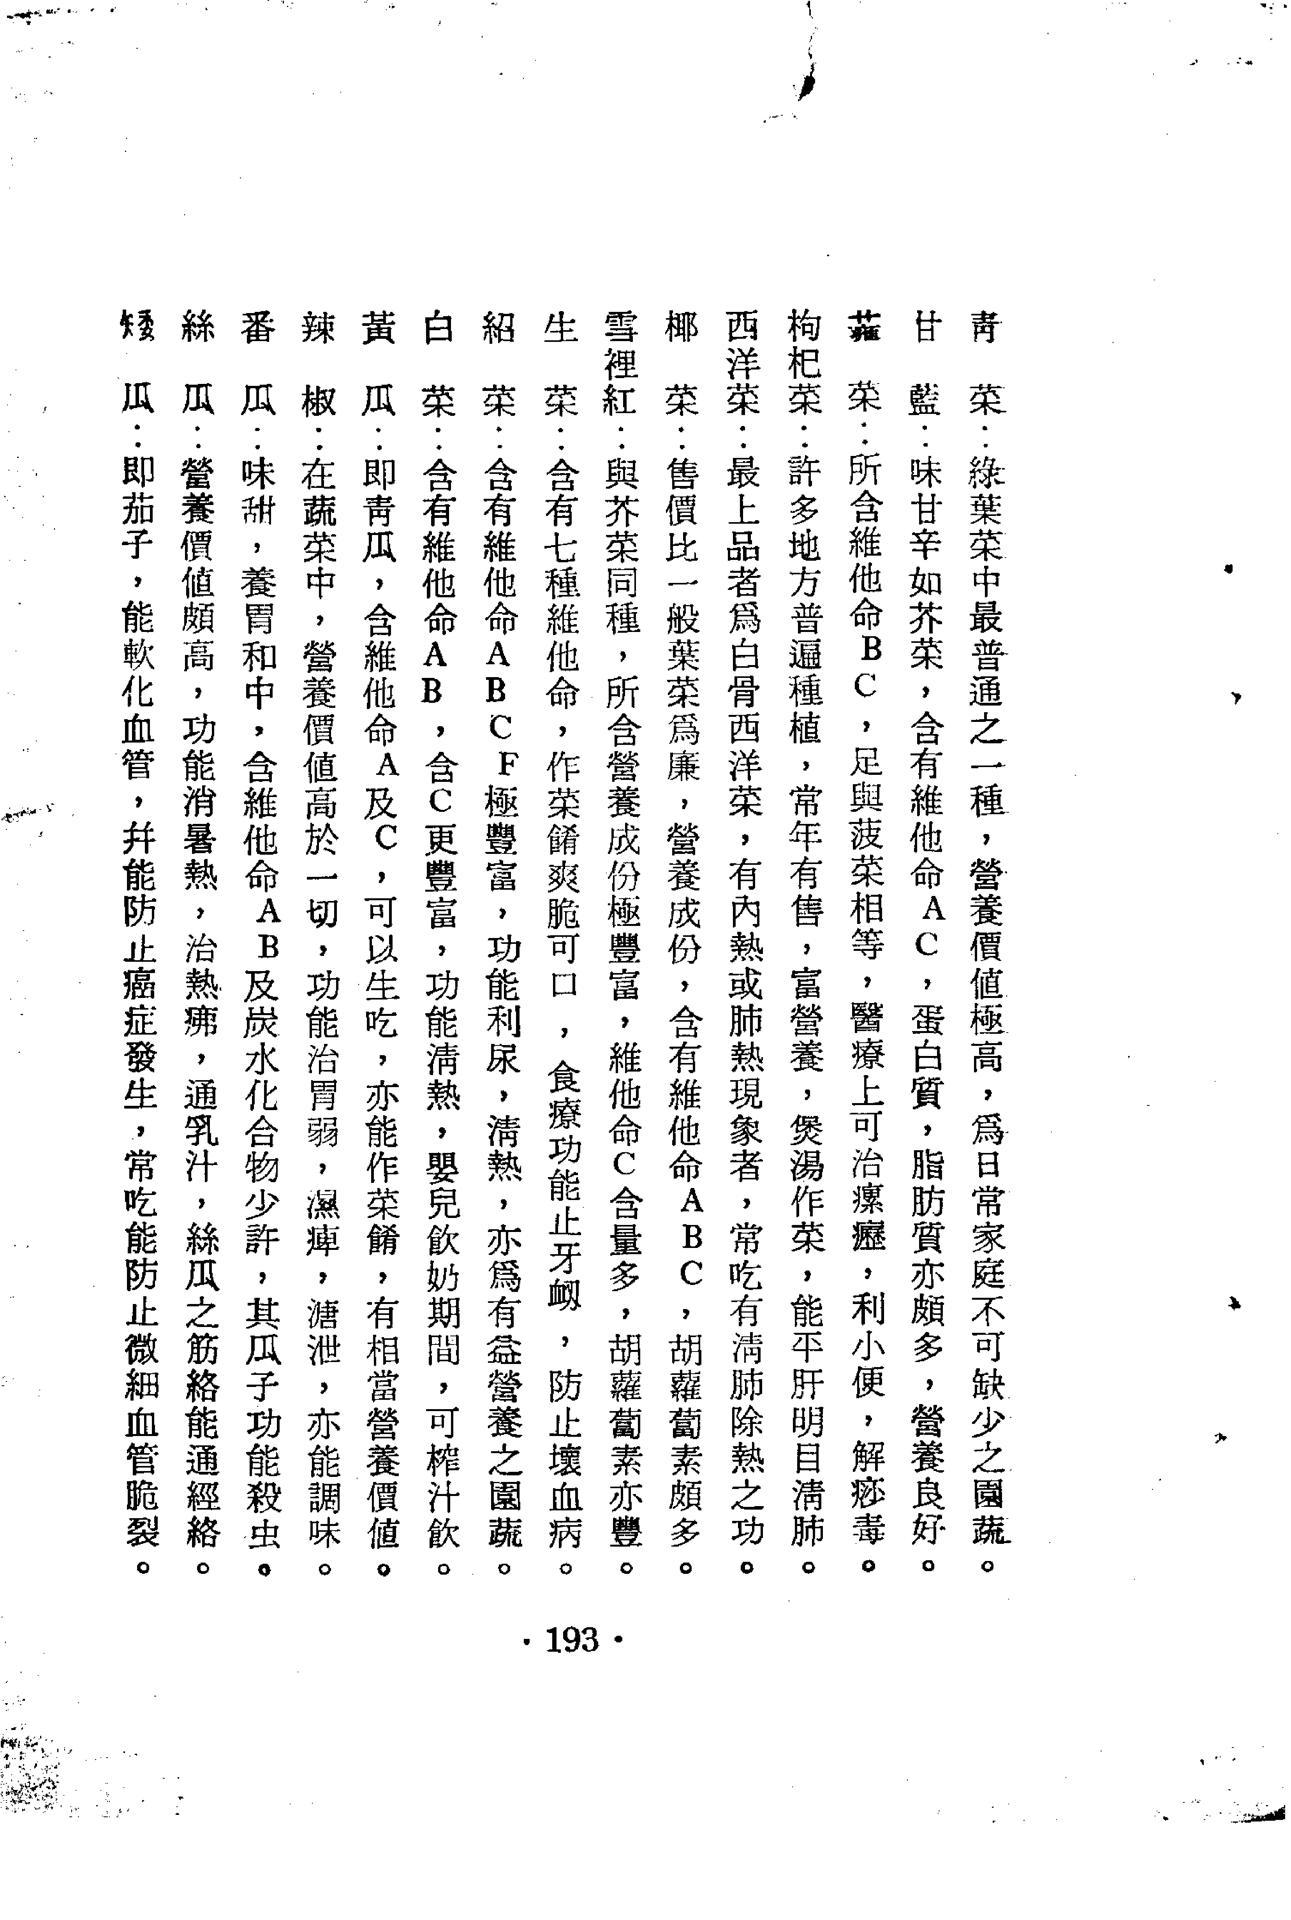 青　菜：綠葉菜中最普通之一種，營養價值極高，爲日常家庭不可缺少之園蔬。
甘　藍：味甘辛如芥菜，含有維他命AC，蛋白質，脂肪質亦頗多，營養良好。
蕹　菜：所含維他命BC，足與菠菜相等，醫療上可治瘰癧，利小便，解痧毒。
枸杞菜：許多地方普遍種植，常年有售，富營養，煲湯作菜，能平肝明目淸肺。
西洋菜：最上品者爲白骨西洋菜，有內熱或肺熱現象者，常吃有淸肺除熱之功。
椰　菜：售價比一般葉菜爲廉，營養成份，含有維他命ABC，胡蘿蔔素頗多。
雪裡紅：與芥菜同種，所含營養成份極豐富，維他命C含量多，胡蘿蔔素亦豐。
生　菜：含有七種維他命，作菜餚爽脆可口，食療功能止牙衂，防止壞血病。
紹　菜：含有維他命ABCF極豐富，功能利尿，淸熱，亦爲有益營養之園蔬。
白　菜：含有維他命AB，含C更豐富，功能淸熱，嬰兒飲奶期間，可榨汁飲。
黃　瓜：即靑瓜，含維他命A及C，可以生吃，亦能作菜餚，有相當營養價值。
辣　椒：在蔬菜中，營養價值高於一切，功能治胃弱，濕痺，溏泄，亦能調味。
番　瓜：味甜，養胃和中，含維他命AB及炭水化合物少許，其瓜子功能殺虫。
絲　瓜：營養價值頗高，功能消暑熱，治熱痹，通乳汁，絲瓜之筋絡能通經絡。
矮　瓜：即茄子，能軟化血管，幷能防止癌症發生，常吃能防止微細血管脆裂。
·193·